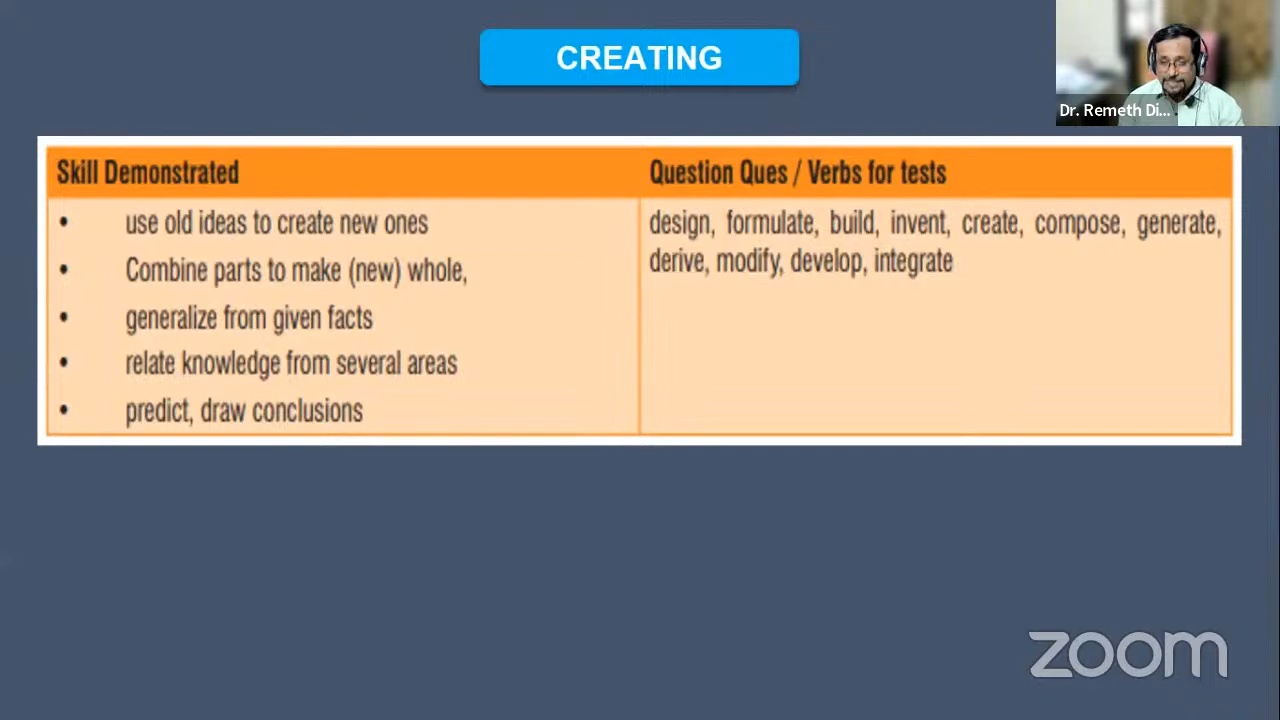 CREATING
Dr. Remeth Di...
Skill Demonstrated
Question Ques / Verbs for tests
• use old ideas to create new ones
• Combine parts to make (new) whole,
• generalize from given facts
• relate knowledge from several areas
• predict, draw conclusions
design, formulate, build, invent, create, compose, generate,
derive, modify, develop, integrate
zoom